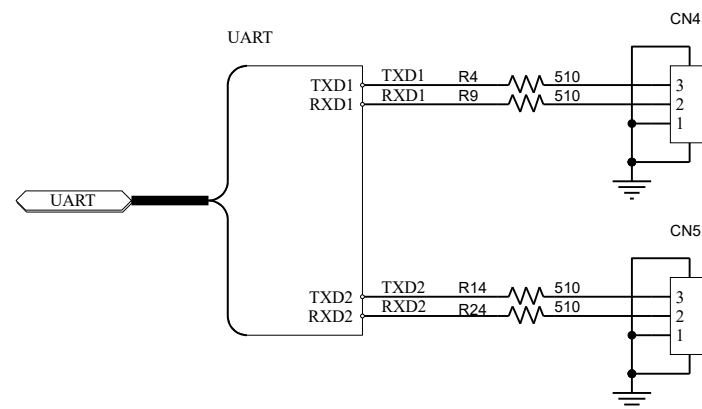 CN4
UART
TXD1 TXD1 R4 510 3
RXD1 RXD1 R9 510 2
1
UART
CN5
TXD2 TXD2 R14 510 3
RXD2 RXD2 R24 510 2
1